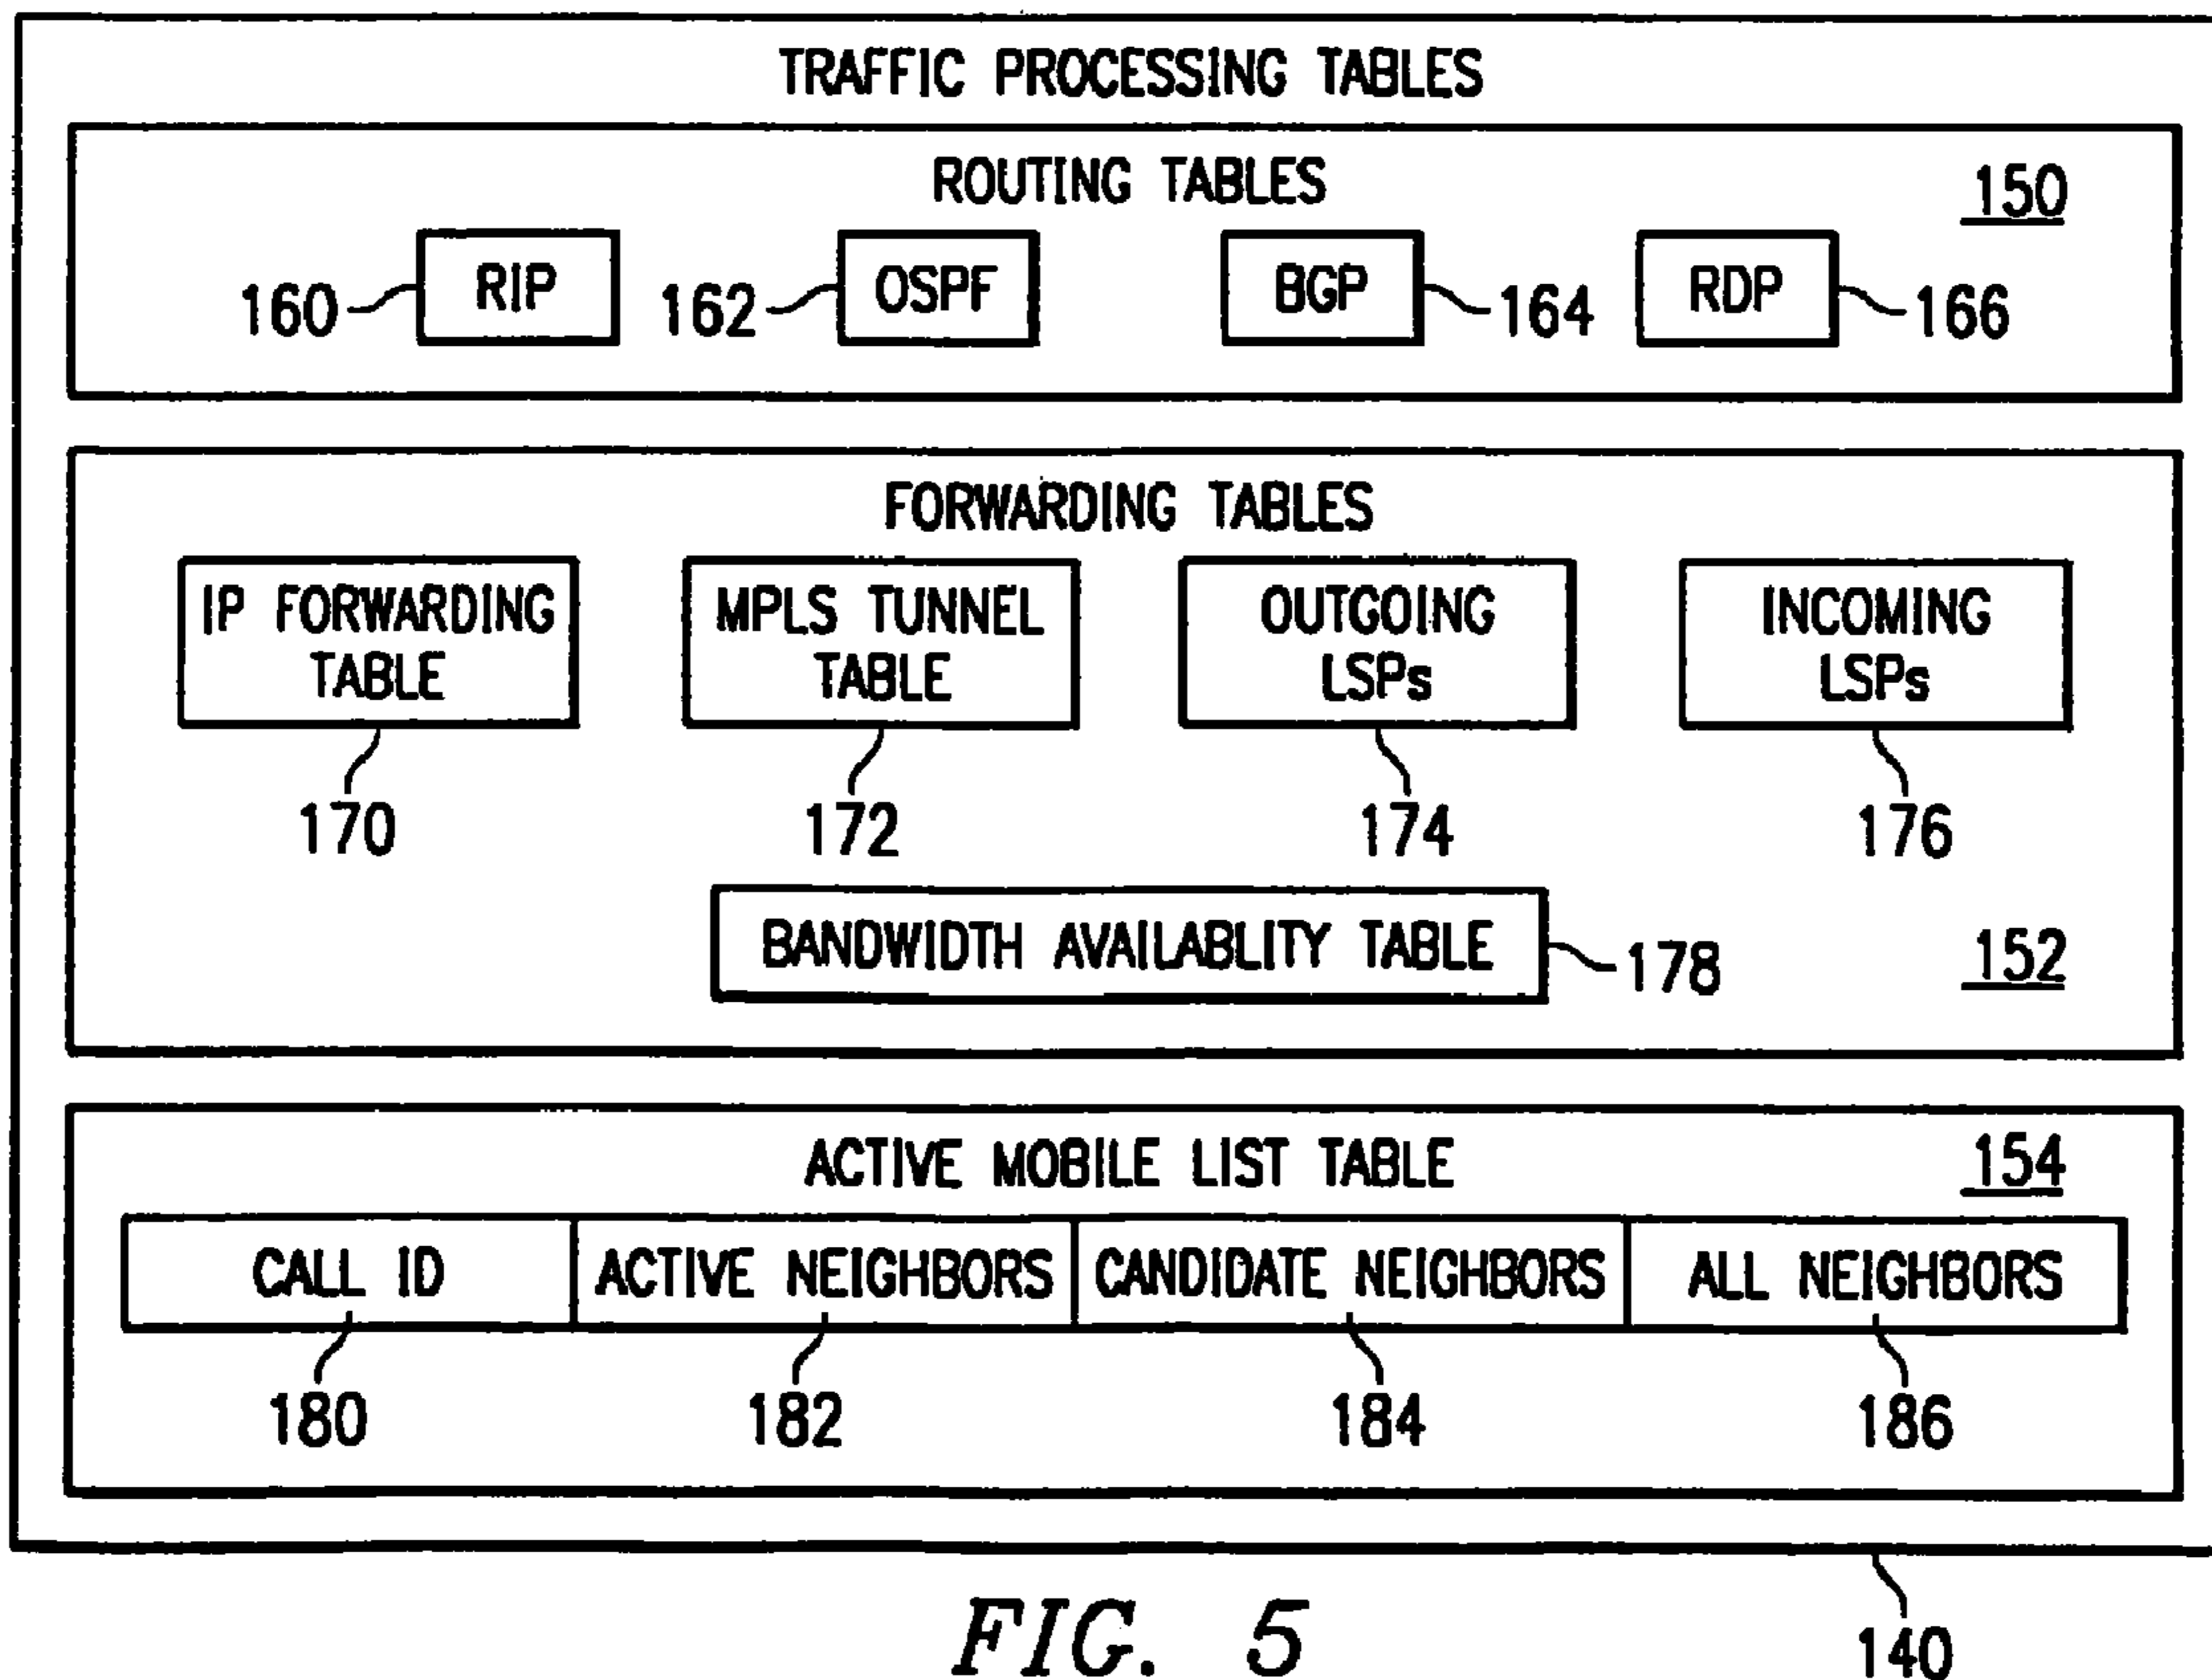 TRAFFIC PROCESSING TABLES
ROUTING TABLES
150
160 RIP 162 OSPF BGP 164 RDP 166
FORWARDING TABLES
IP FORWARDING TABLE
170
MPLS TUNNEL TABLE
172
OUTGOING LSPs
174
INCOMING LSPs
176
BANDWIDTH AVAILABLITY TABLE 178
152
ACTIVE MOBILE LIST TABLE
154
CALL ID ACTIVE NEIGHBORS CANDIDATE NEIGHBORS ALL NEIGHBORS
180 182 184 186
140
FIG. 5